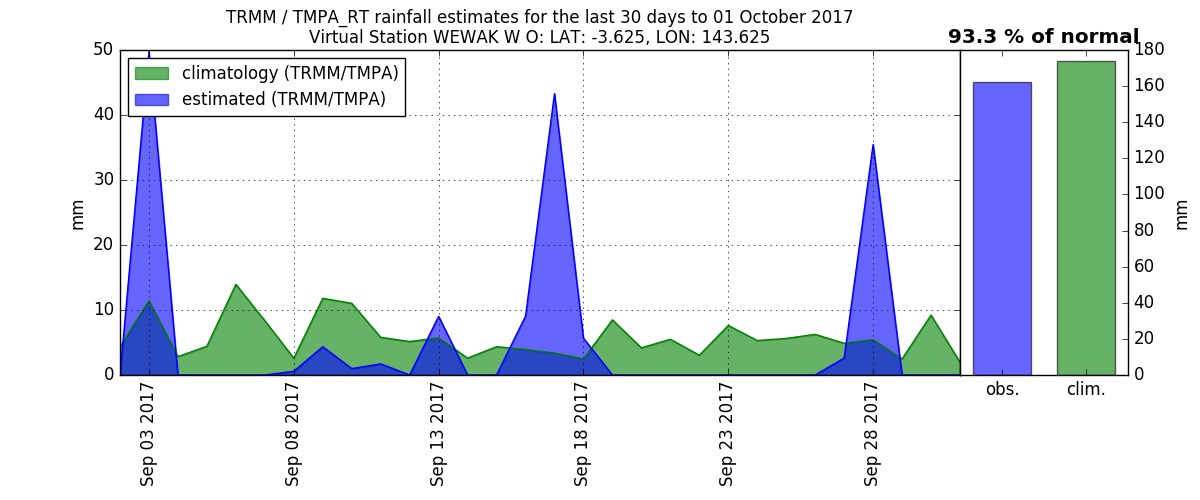 TRMM / TMPA_RT rainfall estimates for the last 30 days to 01 October 2017
Virtual Station WEWAK W O: LAT: -3.625, LON: 143.625
93.3 % of normal
climatology (TRMM/TMPA)
estimated (TRMM/TMPA)
50
40
30
20
10
0
mm
Sep 03 2017
Sep 08 2017
Sep 13 2017
Sep 18 2017
Sep 23 2017
Sep 28 2017
180
160
140
120
100
80
60
40
20
0
mm
obs.
clim.